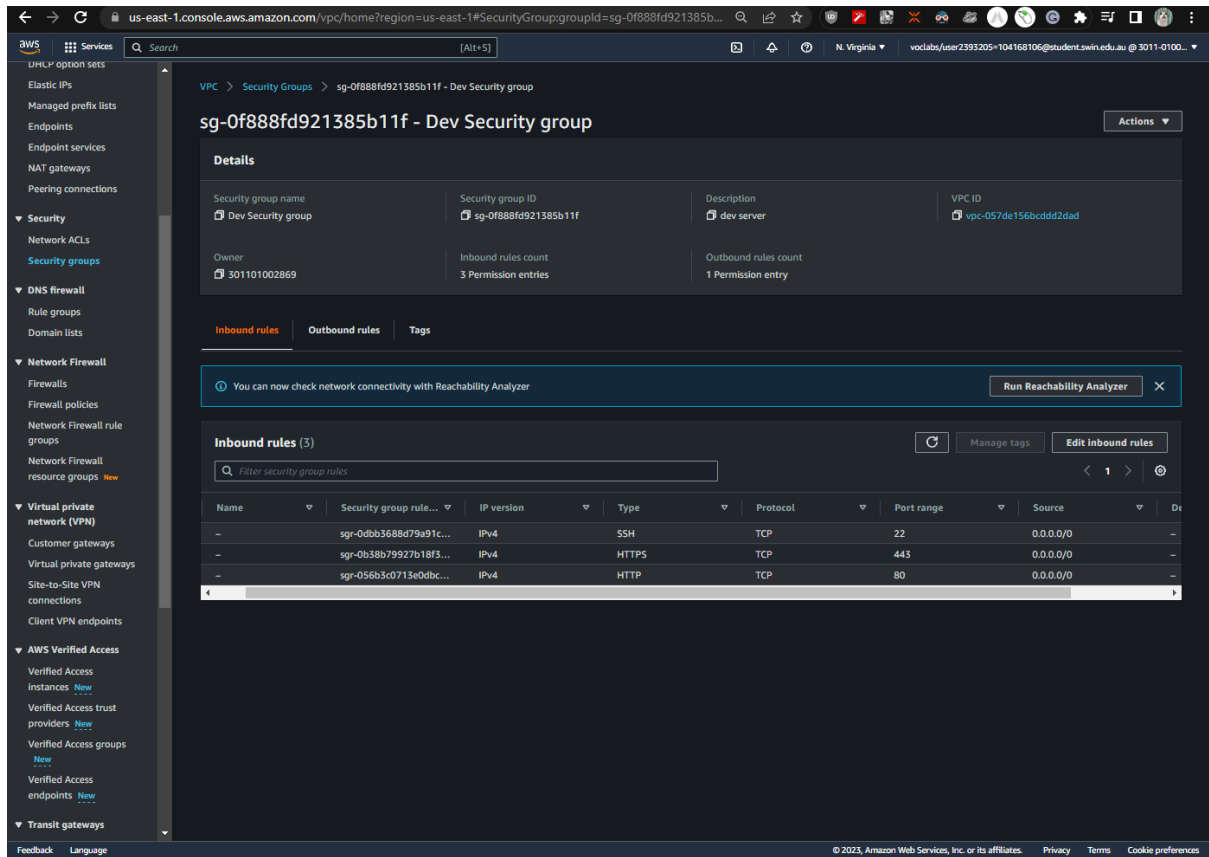 us-east-1.console.aws.amazon.com/vpc/home?region=us-east-1#SecurityGroup:groupId=sg-0f888fd921385b...
aws Services Search [Alt+S] N. Virginia voclabs/user2393205=104168106@student.swin.edu.au @ 3011-0100...
DHCP option sets
Elastic IPs
Managed prefix lists
Endpoints
Endpoint services
NAT gateways
Peering connections
Security
Network ACLs
Security groups
DNS firewall
Rule groups
Domain lists
Network Firewall
Firewalls
Firewall policies
Network Firewall rule
groups
Network Firewall
resource groups New
Virtual private
network (VPN)
Customer gateways
Virtual private gateways
Site-to-Site VPN
connections
Client VPN endpoints
AWS Verified Access
Verified Access
instances New
Verified Access trust
providers New
Verified Access groups
New
Verified Access
endpoints New
Transit gateways
VPC > Security Groups > sg-0f888fd921385b11f - Dev Security group
sg-0f888fd921385b11f - Dev Security group Actions
Details
Security group name Security group ID Description VPC ID
Dev Security group sg-0f888fd921385b11f dev server vpc-057de156bcddd2dad
Owner Inbound rules count Outbound rules count
301101002869 3 Permission entries 1 Permission entry
Inbound rules Outbound rules Tags
You can now check network connectivity with Reachability Analyzer Run Reachability Analyzer
Inbound rules (3) Manage tags Edit inbound rules
Filter security group rules 1
Name Security group rule... IP version Type Protocol Port range Source De
– sgr-0dbb3688d79a91c... IPv4 SSH TCP 22 0.0.0.0/0 –
– sgr-0b38b79927b18f3... IPv4 HTTPS TCP 443 0.0.0.0/0 –
– sgr-056b3c0713e0dbc... IPv4 HTTP TCP 80 0.0.0.0/0 –
Feedback Language © 2023, Amazon Web Services, Inc. or its affiliates. Privacy Terms Cookie preferences